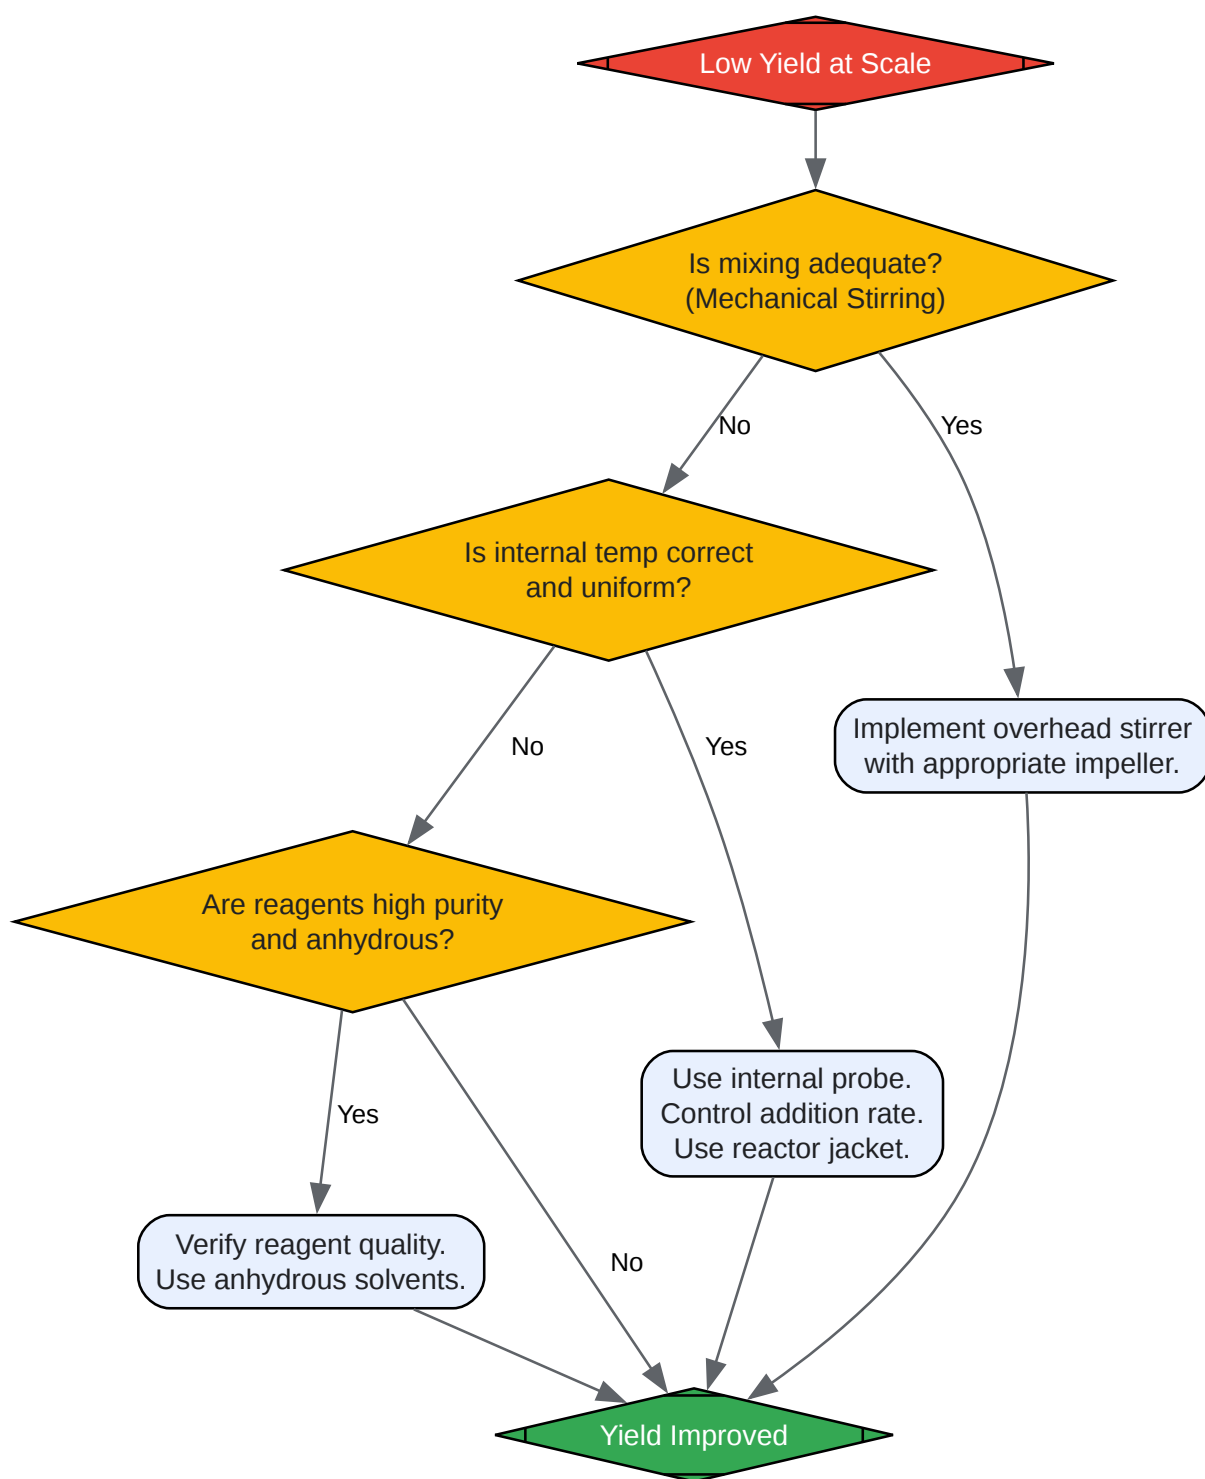 Low Yield at Scale
Is mixing adequate?
(Mechanical Stirring)
No
Yes
Is internal temp correct
and uniform?
No
Yes
Implement overhead stirrer
with appropriate impeller.
Are reagents high purity
and anhydrous?
Use internal probe.
Control addition rate.
Use reactor jacket.
Yes
Verify reagent quality.
Use anhydrous solvents.
No
Yield Improved